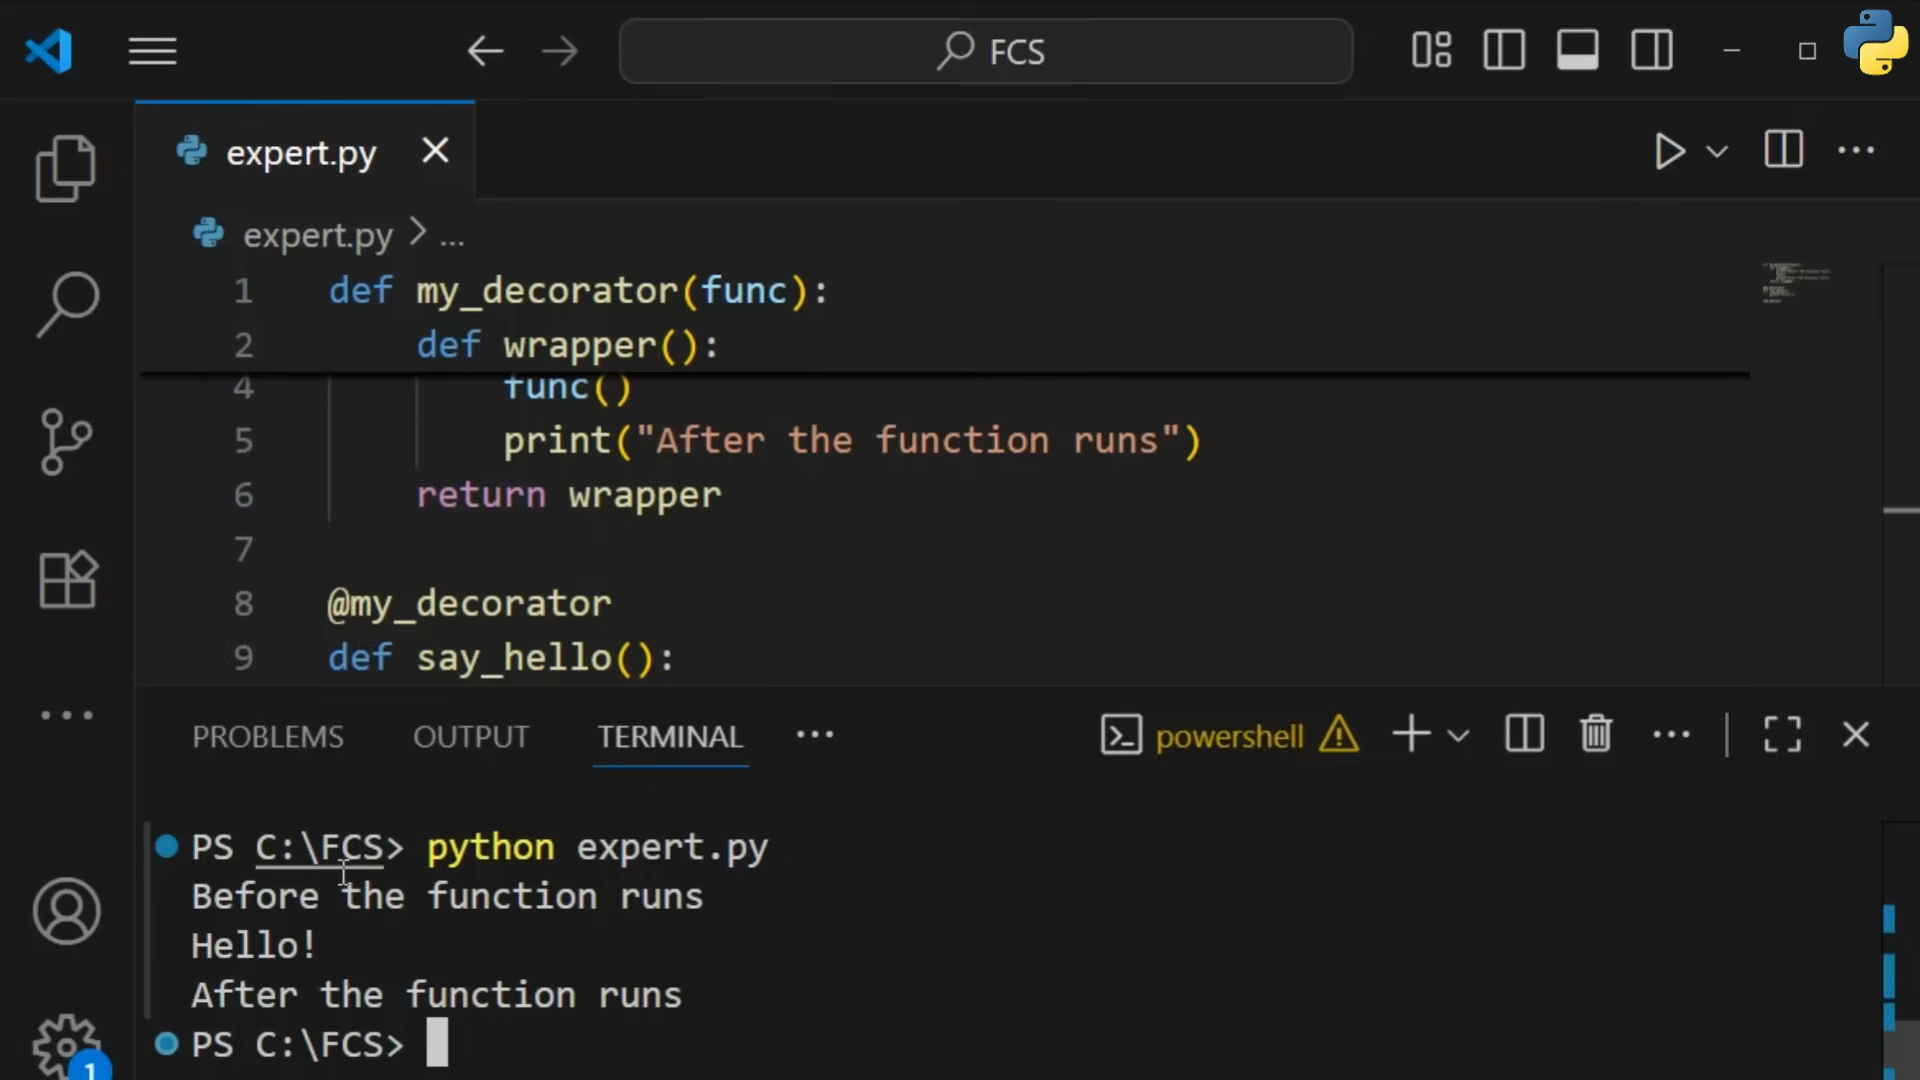 FCS
expert.py
expert.py > ...
1 def my_decorator(func):
2 def wrapper():
4 func()
5 print("After the function runs")
6 return wrapper
7
8 @my_decorator
9 def say_hello():
PROBLEMS OUTPUT TERMINAL ... powershell
PS C:\FCS> python expert.py
Before the function runs
Hello!
After the function runs
PS C:\FCS>
1